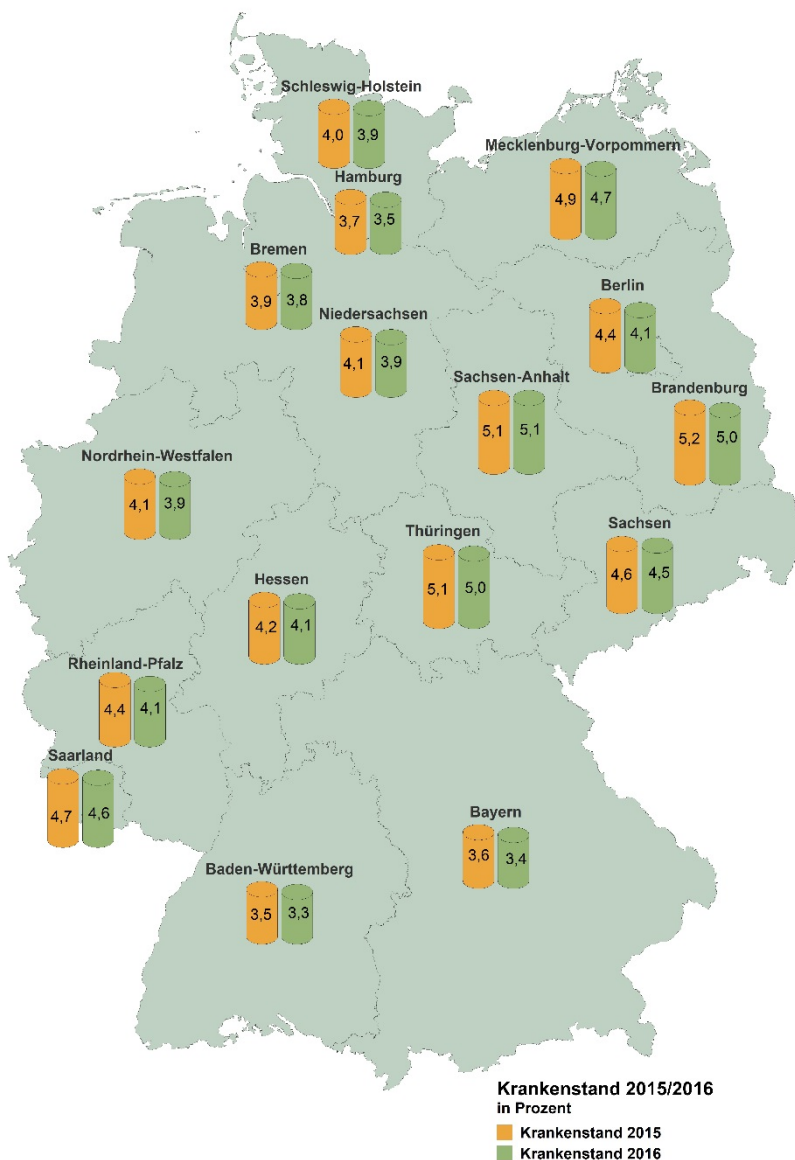 Schleswig-Holstein
4,0 3,9
Mecklenburg-Vorpommern
4,9 4,7
Hamburg
3,7 3,5
Bremen
3,9 3,8
Berlin
4,4 4,1
Niedersachsen
4,1 3,9
Sachsen-Anhalt
5,1 5,1
Brandenburg
5,2 5,0
Nordrhein-Westfalen
4,1 3,9
Thüringen
5,1 5,0
Sachsen
4,6 4,5
Hessen
4,2 4,1
Rheinland-Pfalz
4,4 4,1
Saarland
4,7 4,6
Bayern
3,6 3,4
Baden-Württemberg
3,5 3,3
Krankenstand 2015/2016
in Prozent
Krankenstand 2015
Krankenstand 2016